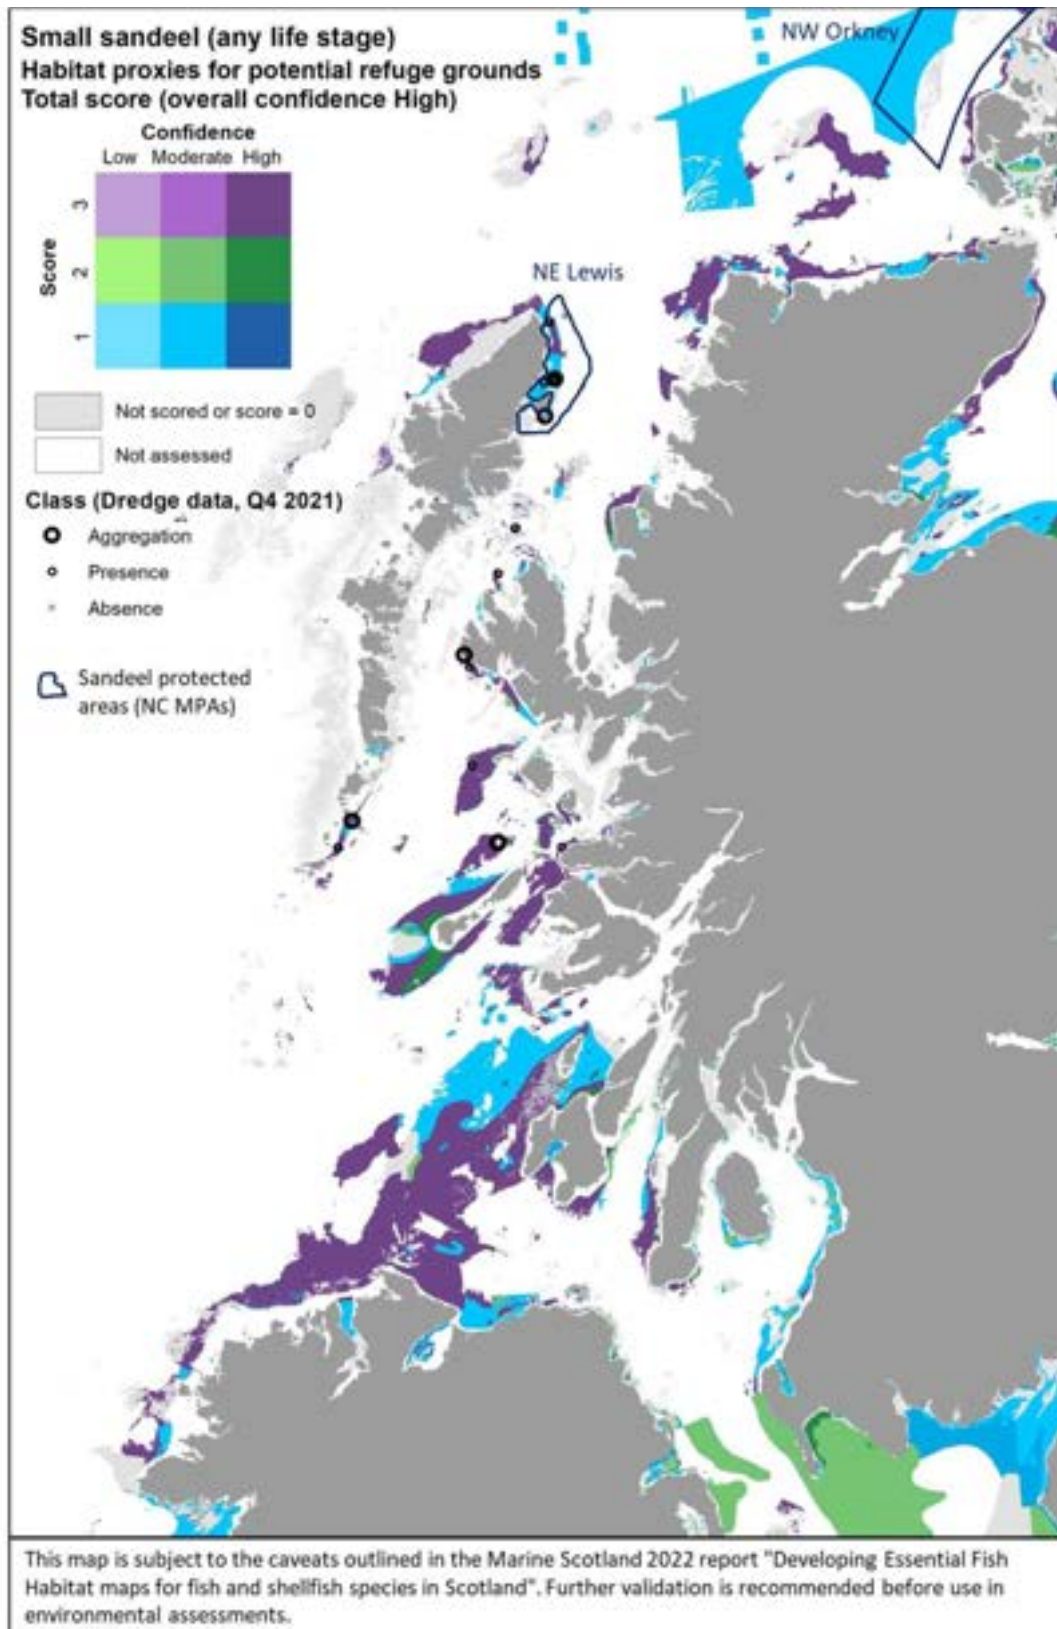 Small sandeel (any life stage)
Habitat proxies for potential refuge grounds
Total score (overall confidence High)
Confidence
Low Moderate High
Score
3
2
1
Not scored or score = 0
Not assessed
Class (Dredge data, Q4 2021)
Aggregation
Presence
Absence
Sandeel protected
areas (NC MPAs)
NW Orkney
NE Lewis
This map is subject to the caveats outlined in the Marine Scotland 2022 report "Developing Essential Fish
Habitat maps for fish and shellfish species in Scotland". Further validation is recommended before use in
environmental assessments.